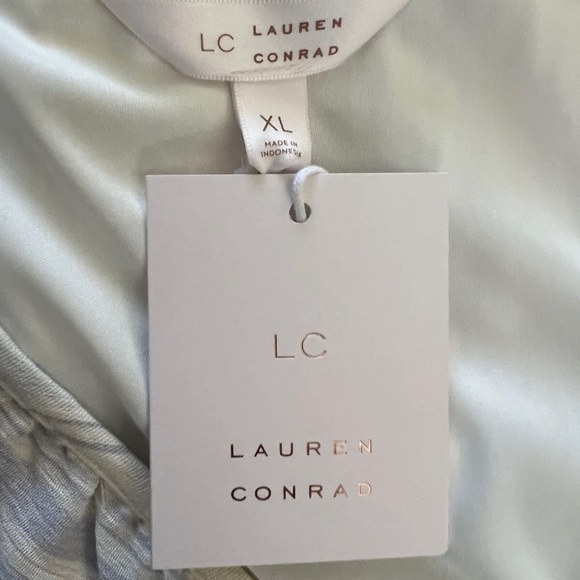 LC LAUREN
CONRAD
XL
MADE IN
INDONESIA
LC
LAUREN
CONRAD